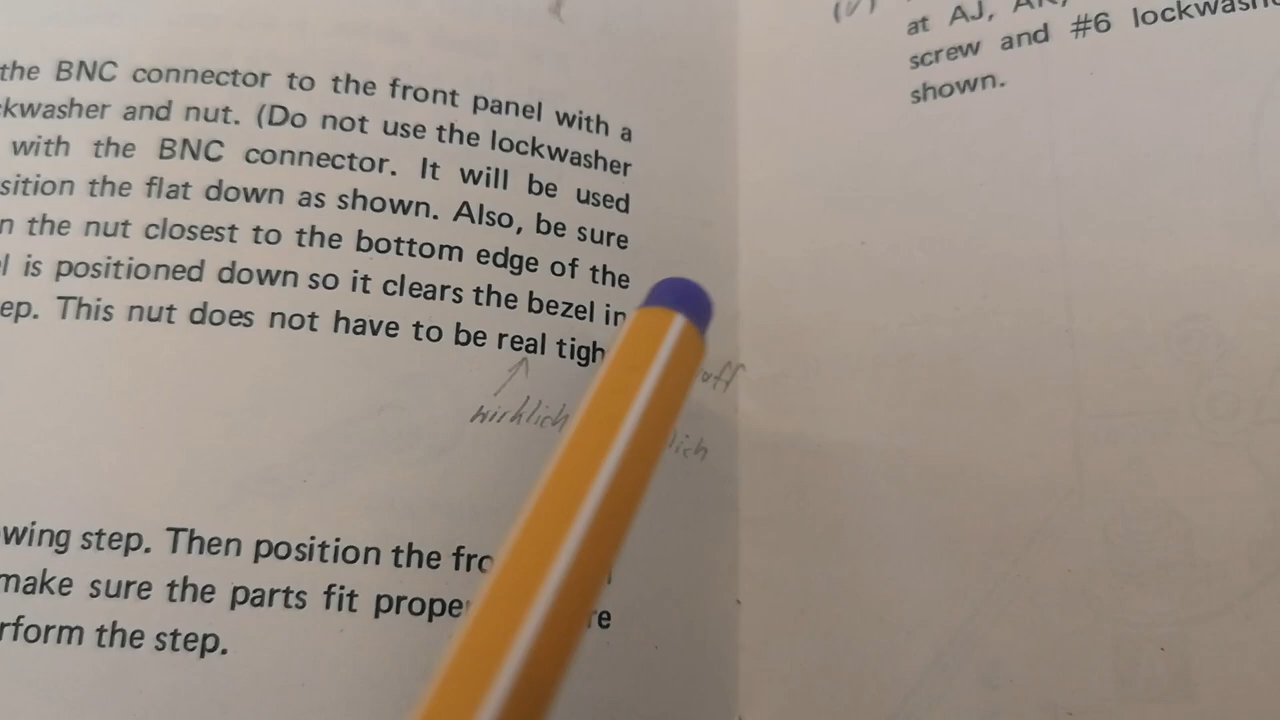 the BNC connector to the front panel with a
ckwasher and nut. (Do not use the lockwasher
with the BNC connector. It will be used
sition the flat down as shown. Also, be sure
n the nut closest to the bottom edge of the
l is positioned down so it clears the bezel in
ep. This nut does not have to be real tigh
wirklich
lich
wing step. Then position the fro
make sure the parts fit prope re
rform the step.
at AJ,
screw and #6 lockwash
shown.